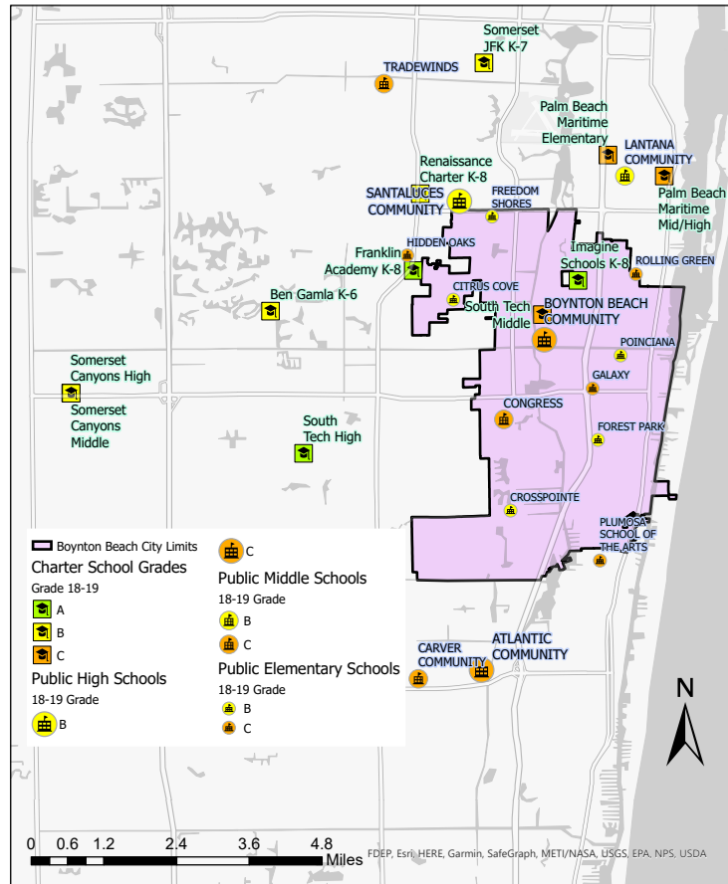 Somerset
JFK K-7
TRADEWINDS
Palm Beach
Maritime
Elementary
LANTANA
COMMUNITY
Renaissance
Charter K-8
SANTALUCES
COMMUNITY
FREEDOM
SHORES
Palm Beach
Maritime
Mid/High
HIDDEN OAKS
Franklin
Academy K-8
Imagine
Schools K-8
ROLLING GREEN
CITRUS COVE
Ben Gamla K-6
South Tech
Middle
BOYNTON BEACH
COMMUNITY
POINCIANA
Somerset
Canyons High
GALAXY
Somerset
Canyons
Middle
CONGRESS
South
Tech High
FOREST PARK
CROSSPOINTE
PLUMOSA
SCHOOL OF
THE ARTS
Boynton Beach City Limits
Charter School Grades
Grade 18-19
A
B
C
Public High Schools
18-19 Grade
B
C
Public Middle Schools
18-19 Grade
B
C
Public Elementary Schools
18-19 Grade
B
C
CARVER
COMMUNITY
ATLANTIC
COMMUNITY
N
0 0.6 1.2 2.4 3.6 4.8
Miles
FDEP, Esri, HERE, Garmin, SafeGraph, METI/NASA, USGS, EPA, NPS, USDA